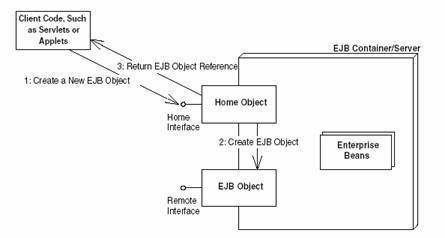 Client Code, Such
as Servlets or
Applets
EJB Container/Server
3: Return EJB Object Reference
1: Create a New EJB Object
Home Object
Home
Interface
2: Create EJB Object
Enterprise
Beans
EJB Object
Remote
Interface